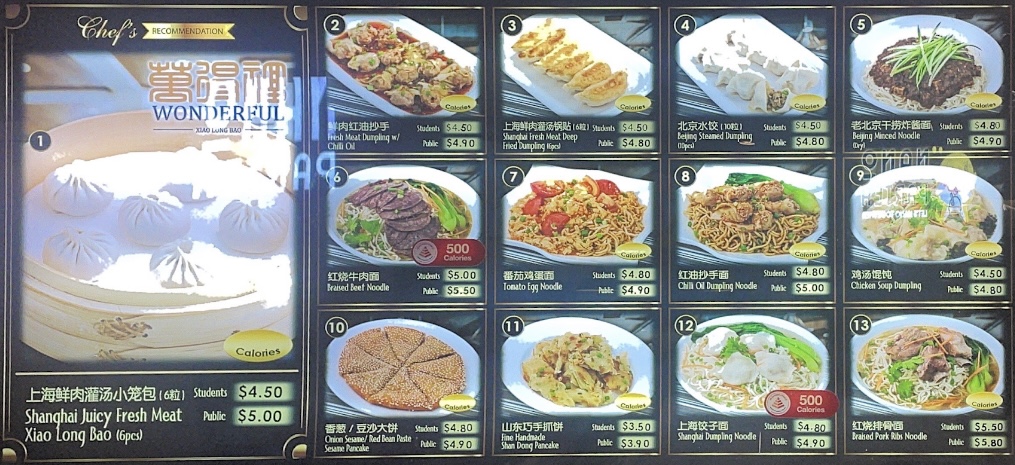 Chef's RECOMMENDATION
萬得裡
WONDERFUL
XIAO LONG BAO
1
Calories
上海鲜肉灌汤小笼包 (6粒) Students $4.50
Shanghai Juicy Fresh Meat Public $5.00
Xiao Long Bao (6pcs)
2
Calories
鲜肉红油抄手 Students $4.50
Fresh Meat Dumpling w/ Public $4.90
Chilli Oil
3
Calories
上海鲜肉灌汤锅贴 (6粒) Students $4.50
Shanghai Fresh Meat Deep Public $4.80
Fried Dumpling (6pcs)
4
Calories
北京水饺 (10粒) Students $4.50
Beijing Steamed Dumpling Public $4.80
(10pcs)
5
Calories
老北京干捞炸酱面 Students $4.80
Beijing Minced Noodle Public $4.90
(Dry)
6
500
Calories
红烧牛肉面 Students $5.00
Braised Beef Noodle Public $5.50
7
Calories
番茄鸡蛋面 Students $4.80
Tomato Egg Noodle Public $4.90
8
Calories
红油抄手面 Students $4.80
Chilli Oil Dumpling Noodle Public $5.00
9
Calories
鸡汤馄饨 Students $4.50
Chicken Soup Dumpling Public $4.80
10
Calories
香葱 / 豆沙大饼 Students $4.80
Onion Sesame/ Red Bean Paste Public $4.90
Sesame Pancake
11
Calories
山东巧手抓饼 Students $3.50
Fine Handmade Public $3.90
Shan Dong Pancake
12
500
Calories
上海饺子面 Students $4.80
Shanghai Dumpling Noodle Public $4.90
13
Calories
红烧排骨面 Students $5.50
Braised Pork Ribs Noodle Public $5.80